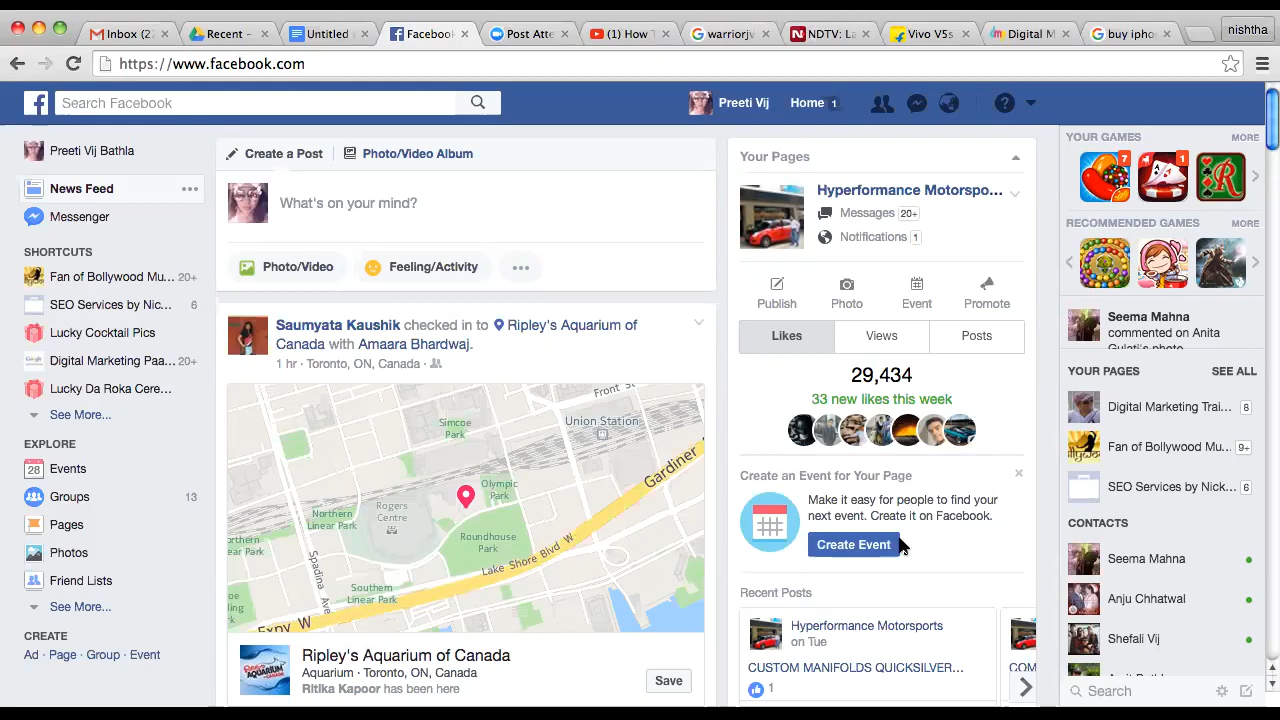 Inbox (2
Recent -
Untitled
Facebook
Post Atte
(1) How T
warriorjv
NDTV: La
Vivo V5s
Digital M
buy ipho
nishtha
https://www.facebook.com
Search Facebook
Preeti Vij
Home 1
Preeti Vij Bathla
News Feed
Messenger
SHORTCUTS
Fan of Bollywood Mu... 20+
SEO Services by Nic... 6
Lucky Cocktail Pics
Digital Marketing Paa... 20+
Lucky Da Roka Cere...
See More...
EXPLORE
28 Events
Groups 13
Pages
Photos
Friend Lists
See More...
CREATE
Ad · Page · Group · Event
Create a Post
Photo/Video Album
What's on your mind?
Photo/Video
Feeling/Activity
Saumyata Kaushik checked in to Ripley's Aquarium of
Canada with Amaara Bhardwaj.
1 hr · Toronto, ON, Canada ·
Front St
Union Station
Simcoe
Park
Gardiner
Olympic
Park
Rogers
Centre
Northern
Linear Park
Roundhouse
Park
orthern
r Park
Spadina Ave
Southern
Linear Park
Lake Shore Blvd W
Expy W
Ripley's Aquarium of Canada
Aquarium · Toronto, ON, Canada
Ritika Kapoor has been here
Save
Your Pages
Hyperformance Motorspo...
Messages 20+
Notifications 1
Publish
Photo
Event
Promote
Likes
Views
Posts
29,434
33 new likes this week
Create an Event for Your Page
Make it easy for people to find your
next event. Create it on Facebook.
Create Event
Recent Posts
Hyperformance Motorsports
on Tue
CUSTOM MANIFOLDS QUICKSILVER...
COM
1
YOUR GAMES
MORE
7
1
R
RECOMMENDED GAMES
MORE
Seema Mahna
commented on Anita
Gulati's photo
YOUR PAGES
SEE ALL
Digital Marketing Trai... 8
Fan of Bollywood Mu... 9+
SEO Services by Nick... 6
CONTACTS
Seema Mahna
Anju Chhatwal
Shefali Vij
Search